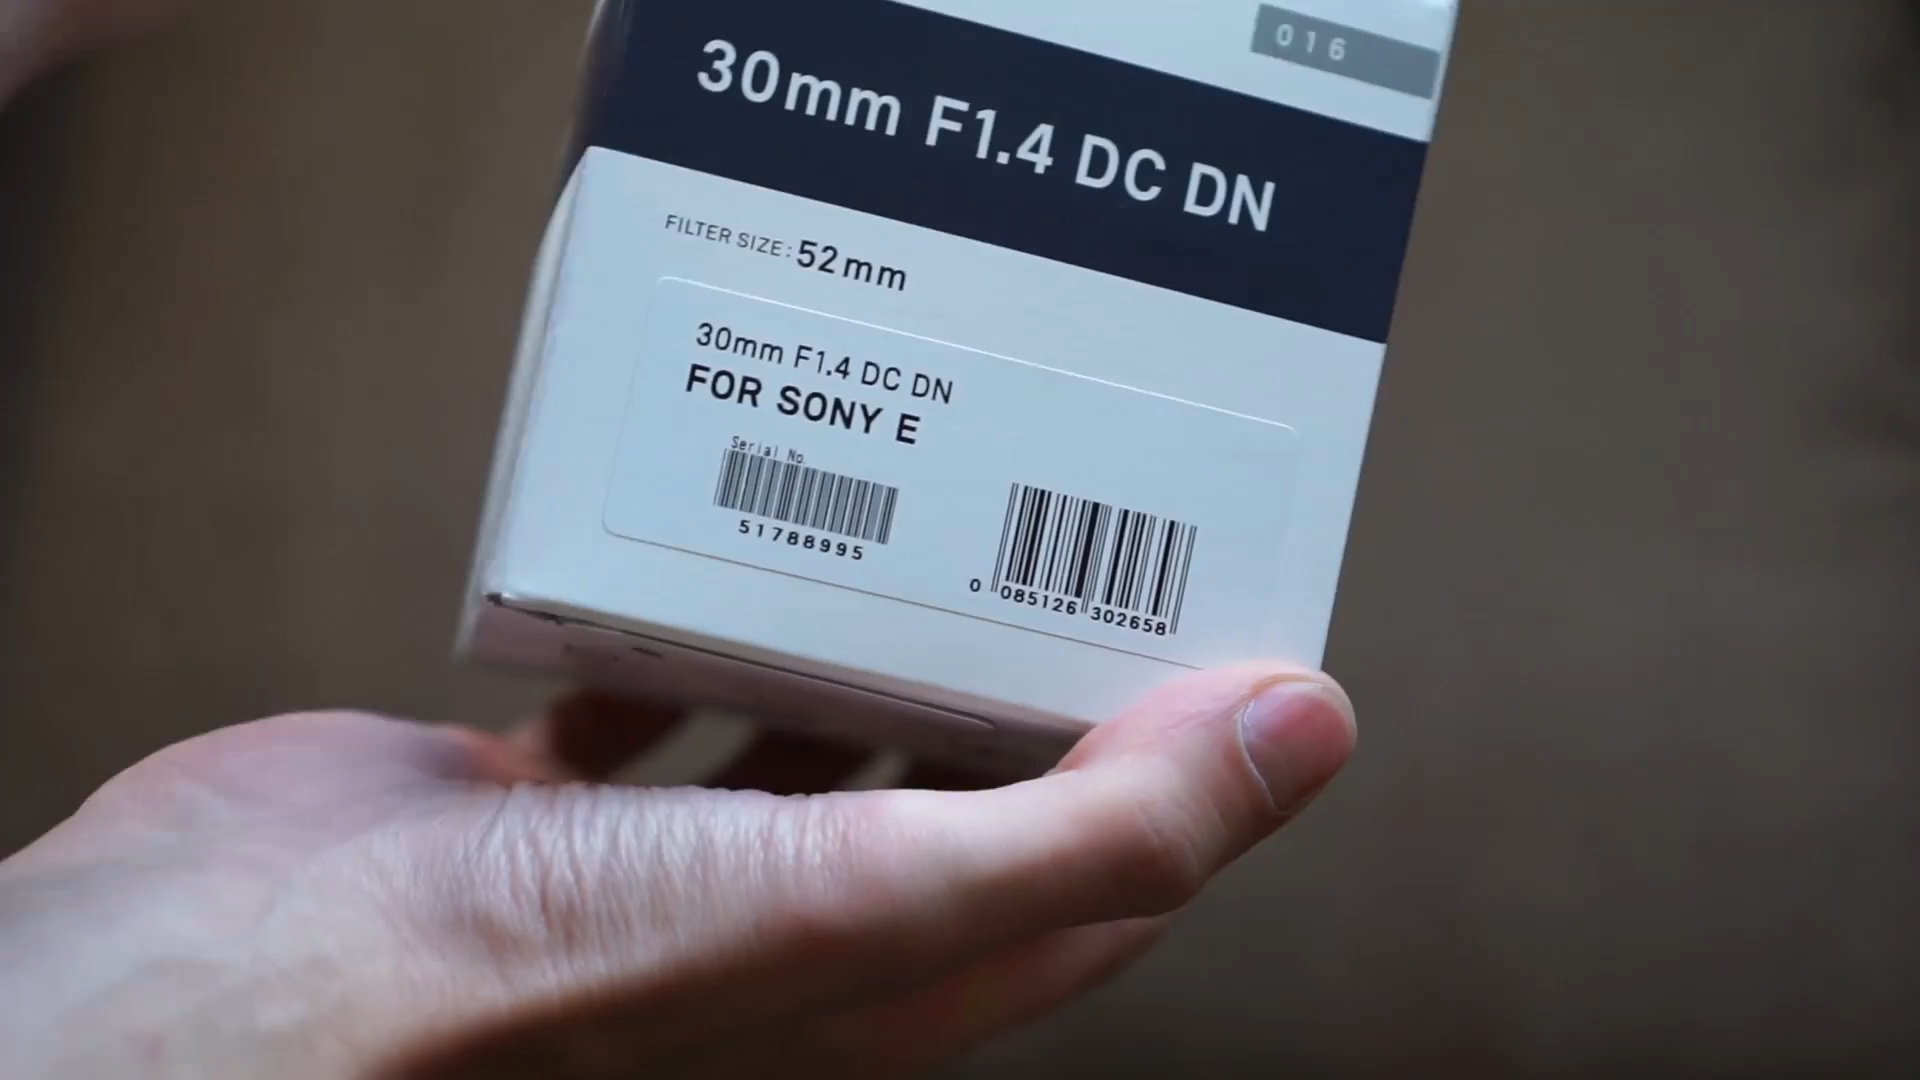 016
30mm F1.4 DC DN
FILTER SIZE: 52mm
30mm F1.4 DC DN
FOR SONY E
Serial No.
51788995
0 085126 302658